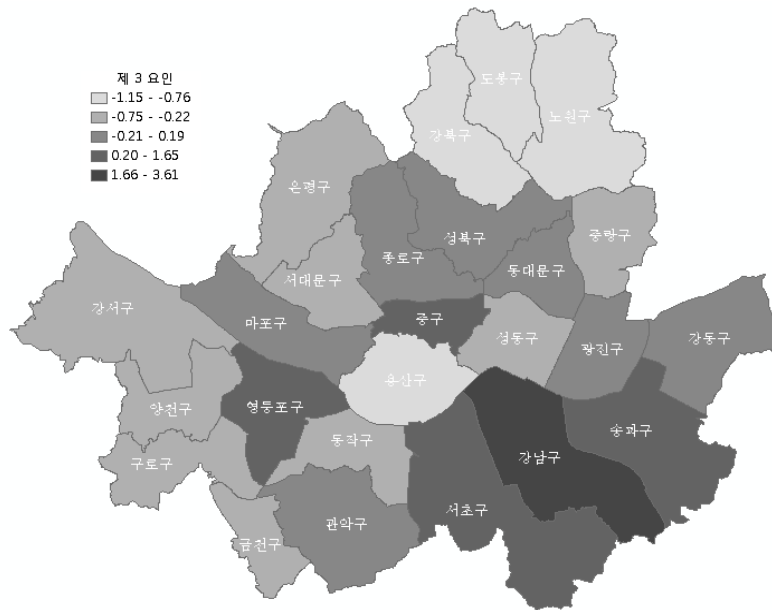 제 3 요인
-1.15 - -0.76
-0.75 - -0.22
-0.21 - 0.19
0.20 - 1.65
1.66 - 3.61
도봉구
노원구
강북구
은평구
성북구
중랑구
종로구
동대문구
서대문구
강서구
마포구
중구
성동구
광진구
강동구
용산구
양천구
영등포구
송파구
동작구
강남구
구로구
서초구
관악구
금천구